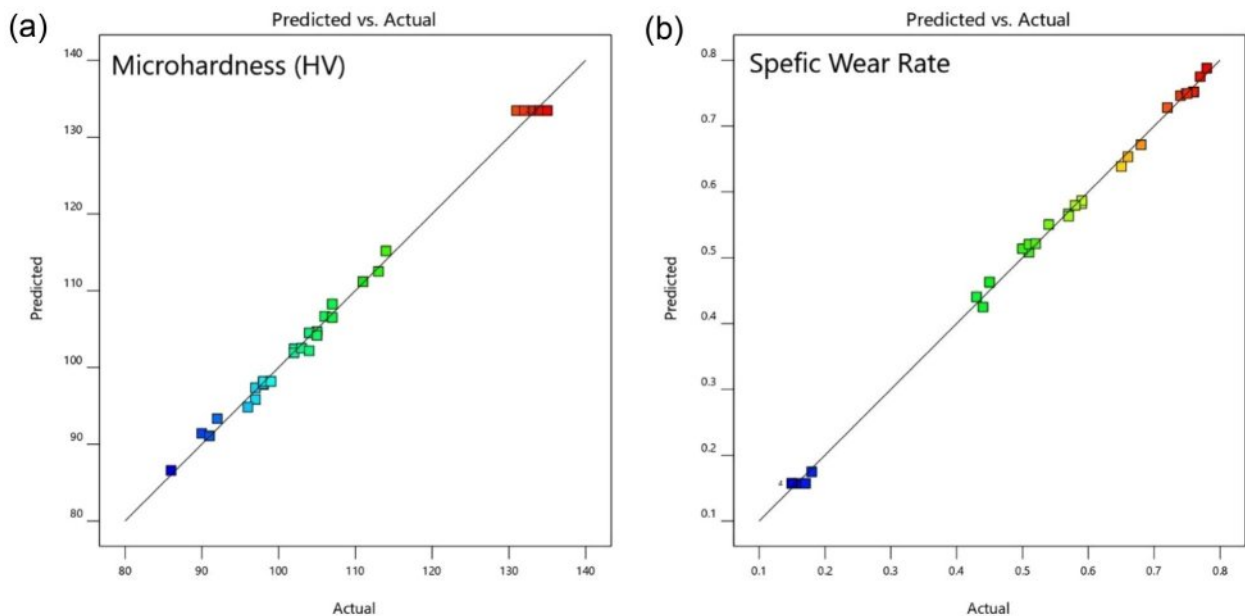 (a)
Predicted vs. Actual
Microhardness (HV)
140
130
120
110
100
90
80
Predicted
80 90 100 110 120 130 140
Actual
(b)
Predicted vs. Actual
Spefic Wear Rate
0.8
0.7
0.6
0.5
0.4
0.3
0.2
0.1
Predicted
4
0.1 0.2 0.3 0.4 0.5 0.6 0.7 0.8
Actual